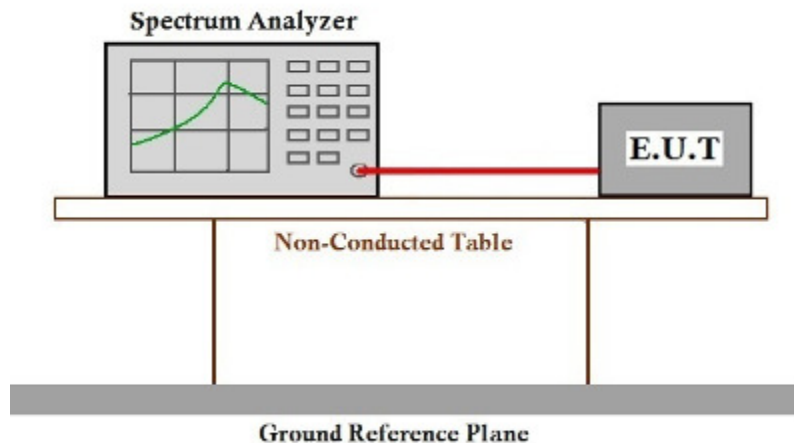 Spectrum Analyzer
E.U.T
Non-Conducted Table
Ground Reference Plane